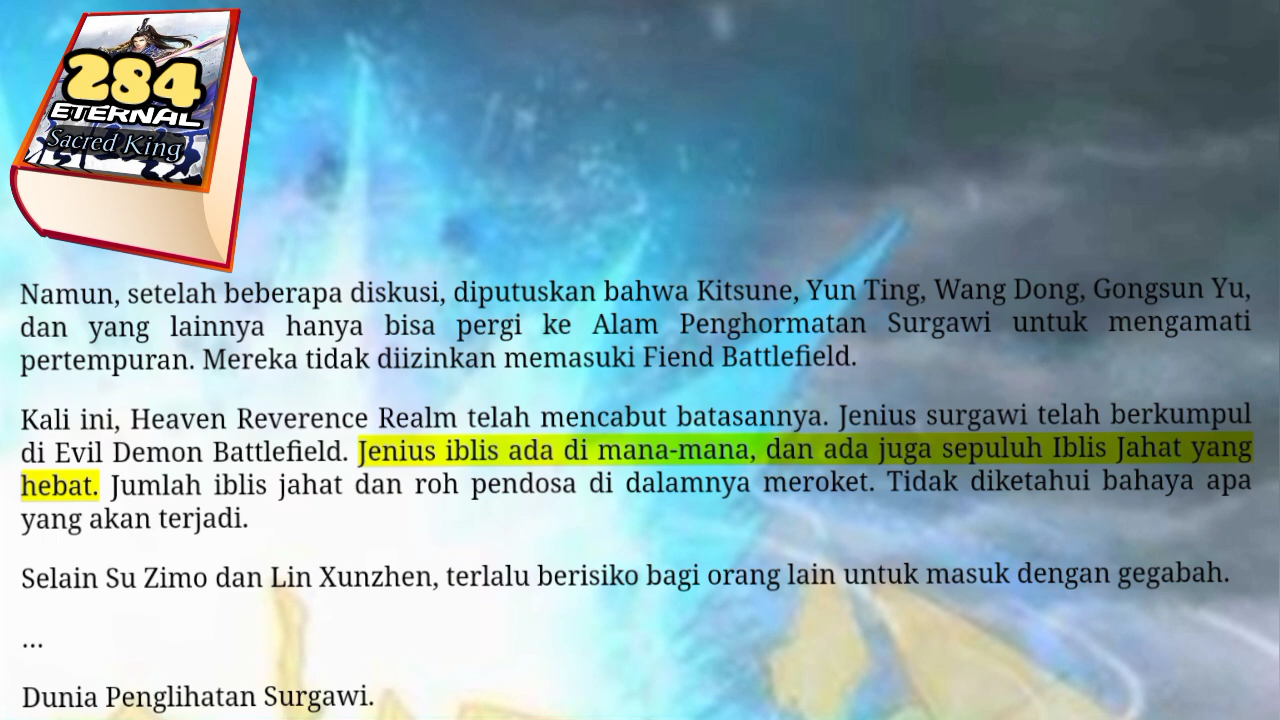 284
ETERNAL
Sacred King
Namun, setelah beberapa diskusi, diputuskan bahwa Kitsune, Yun Ting, Wang Dong, Gongsun Yu,
dan yang lainnya hanya bisa pergi ke Alam Penghormatan Surgawi untuk mengamati
pertempuran. Mereka tidak diizinkan memasuki Fiend Battlefield.
Kali ini, Heaven Reverence Realm telah mencabut batasannya. Jenius surgawi telah berkumpul
di Evil Demon Battlefield. Jenius iblis ada di mana-mana, dan ada juga sepuluh Iblis Jahat yang
hebat. Jumlah iblis jahat dan roh pendosa di dalamnya meroket. Tidak diketahui bahaya apa
yang akan terjadi.
Selain Su Zimo dan Lin Xunzhen, terlalu berisiko bagi orang lain untuk masuk dengan gegabah.
...
Dunia Penglihatan Surgawi.